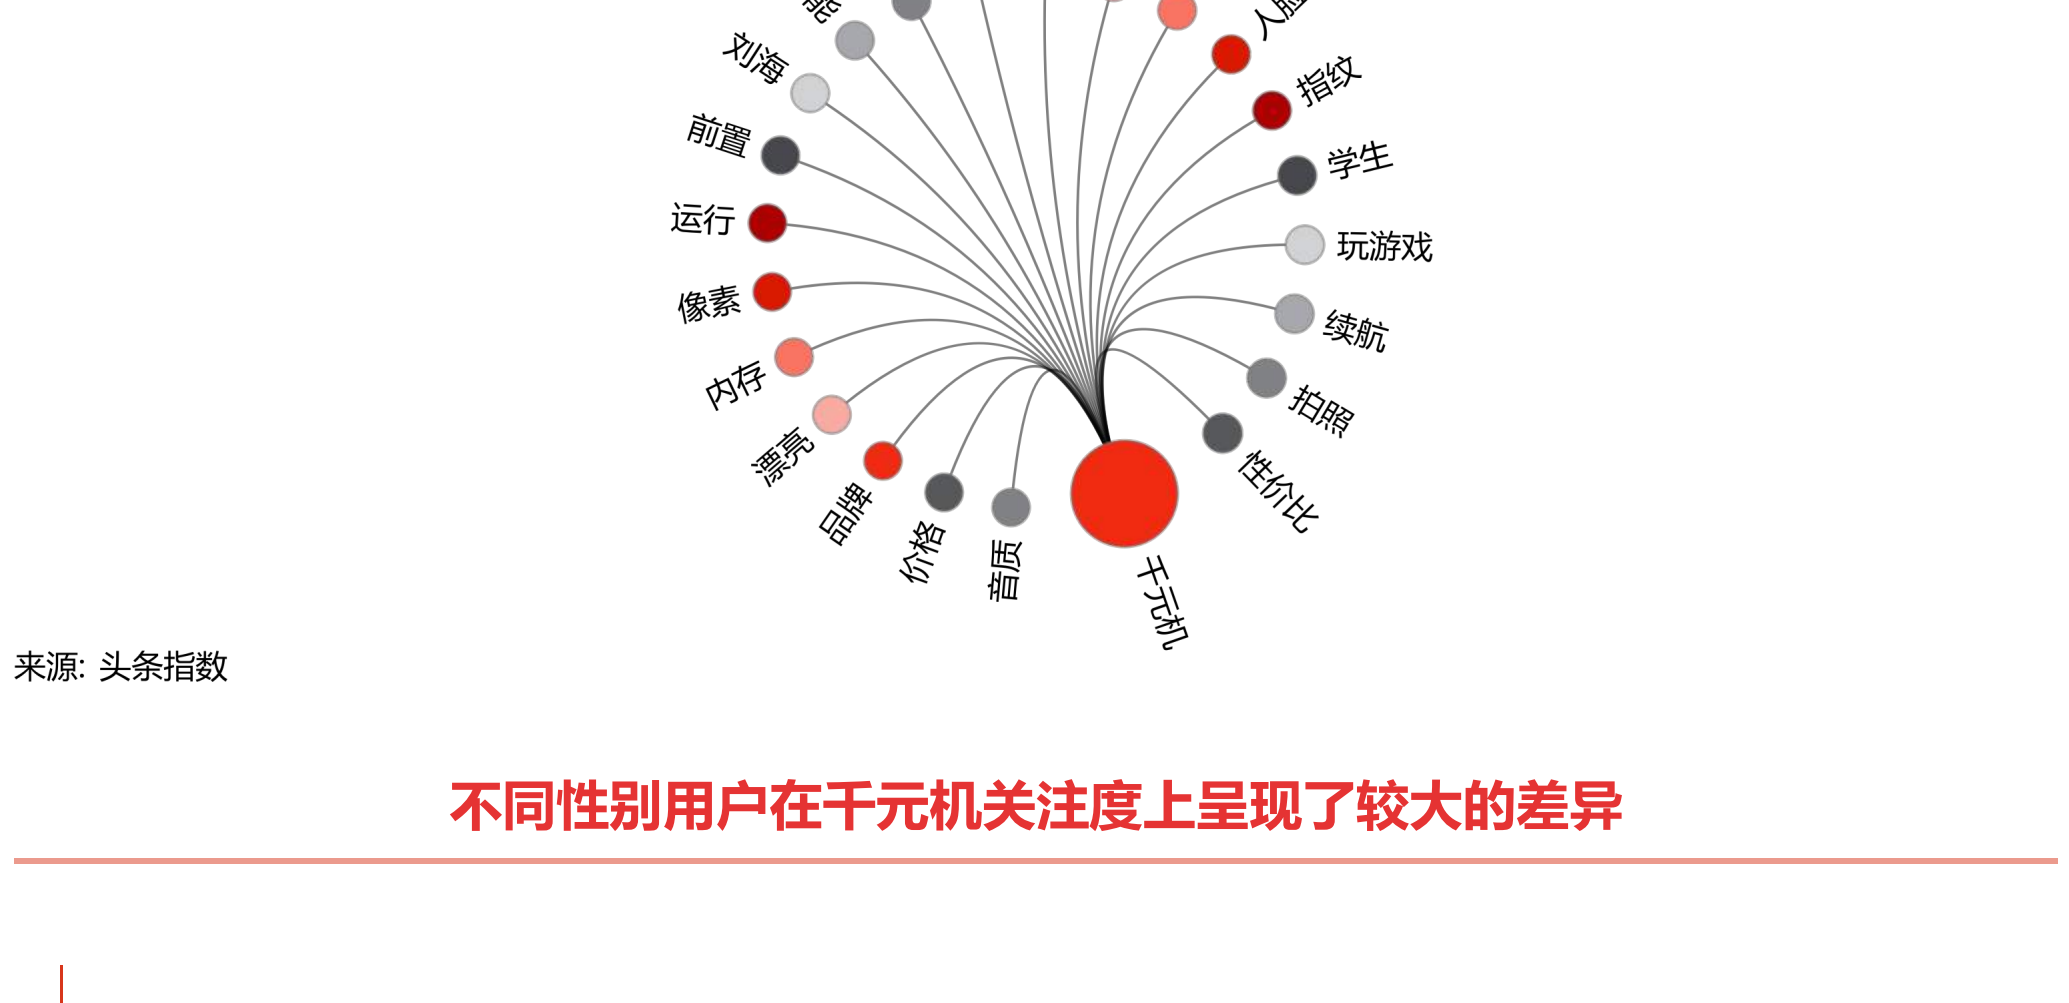 刘海
前置
运行
像素
内存
漂亮
品牌
价格
音质
千元机
性价比
拍照
续航
玩游戏
学生
指纹
来源: 头条指数
不同性别用户在千元机关注度上呈现了较大的差异